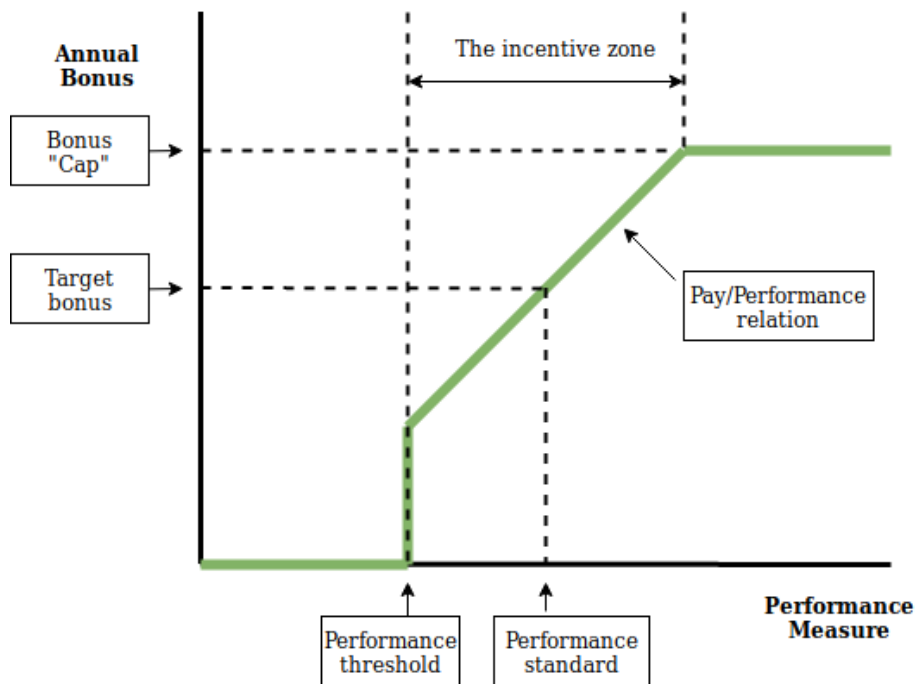 The incentive zone
Annual
Bonus
Bonus
"Cap"
Target
bonus
Pay/Performance
relation
Performance
threshold
Performance
standard
Performance
Measure